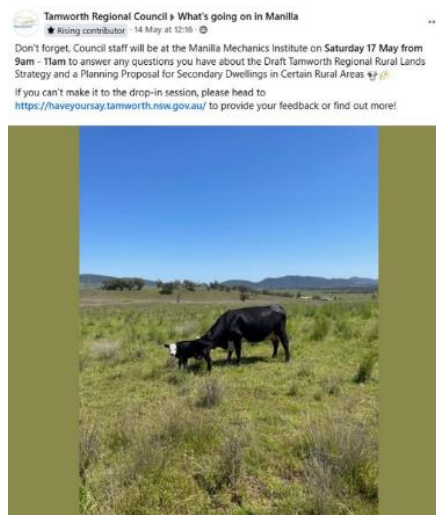 Tamworth Regional Council ▸ What's going on in Manilla
Rising contributor · 14 May at 12:16 ·
Don't forget, Council staff will be at the Manilla Mechanics Institute on Saturday 17 May from
9am - 11am to answer any questions you have about the Draft Tamworth Regional Rural Lands
Strategy and a Planning Proposal for Secondary Dwellings in Certain Rural Areas
If you can't make it to the drop-in session, please head to
https://haveyoursay.tamworth.nsw.gov.au/ to provide your feedback or find out more!